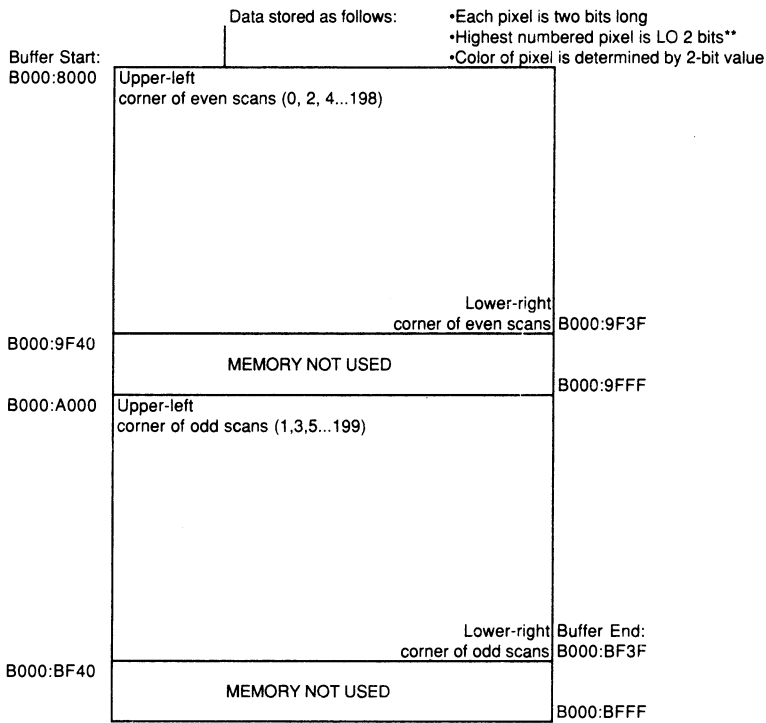 Data stored as follows:
•Each pixel is two bits long
•Highest numbered pixel is LO 2 bits**
•Color of pixel is determined by 2-bit value
Buffer Start:
B000:8000
Upper-left
corner of even scans (0, 2, 4...198)
Lower-right
corner of even scans
B000:9F3F
B000:9F40
MEMORY NOT USED
B000:9FFF
B000:A000
Upper-left
corner of odd scans (1,3,5...199)
Lower-right
corner of odd scans
Buffer End:
B000:BF3F
B000:BF40
MEMORY NOT USED
B000:BFFF